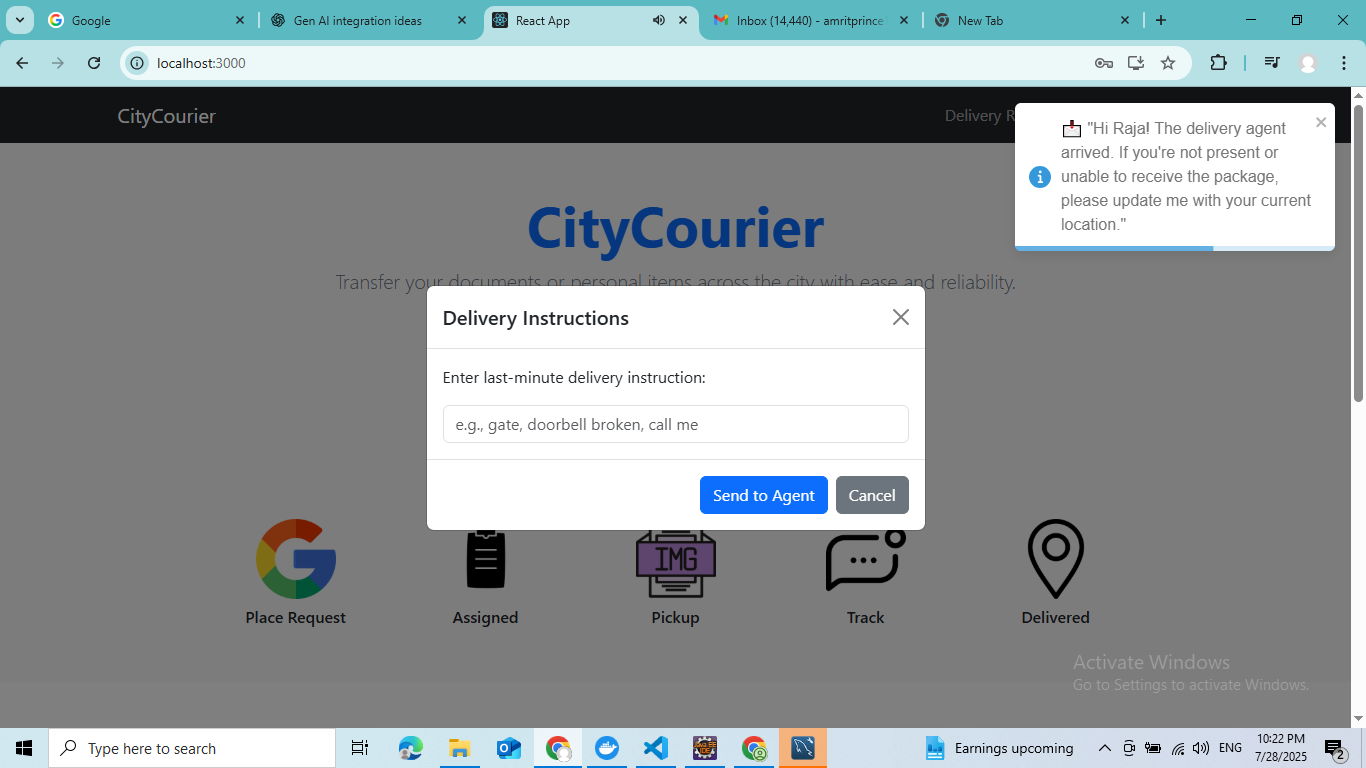 Google
Gen AI integration ideas
React App
Inbox (14,440) - amritprince
New Tab
localhost:3000
CityCourier
Delivery R
📩 "Hi Raja! The delivery agent
arrived. If you're not present or
unable to receive the package,
please update me with your current
location."
CityCourier
Transfer your documents or personal items across the city with ease and reliability.
Delivery Instructions
Enter last-minute delivery instruction:
e.g., gate, doorbell broken, call me
Send to Agent
Cancel
IMG
Place Request
Assigned
Pickup
Track
Delivered
Activate Windows
Go to Settings to activate Windows.
Type here to search
Earnings upcoming
ENG
10:22 PM
7/28/2025
2